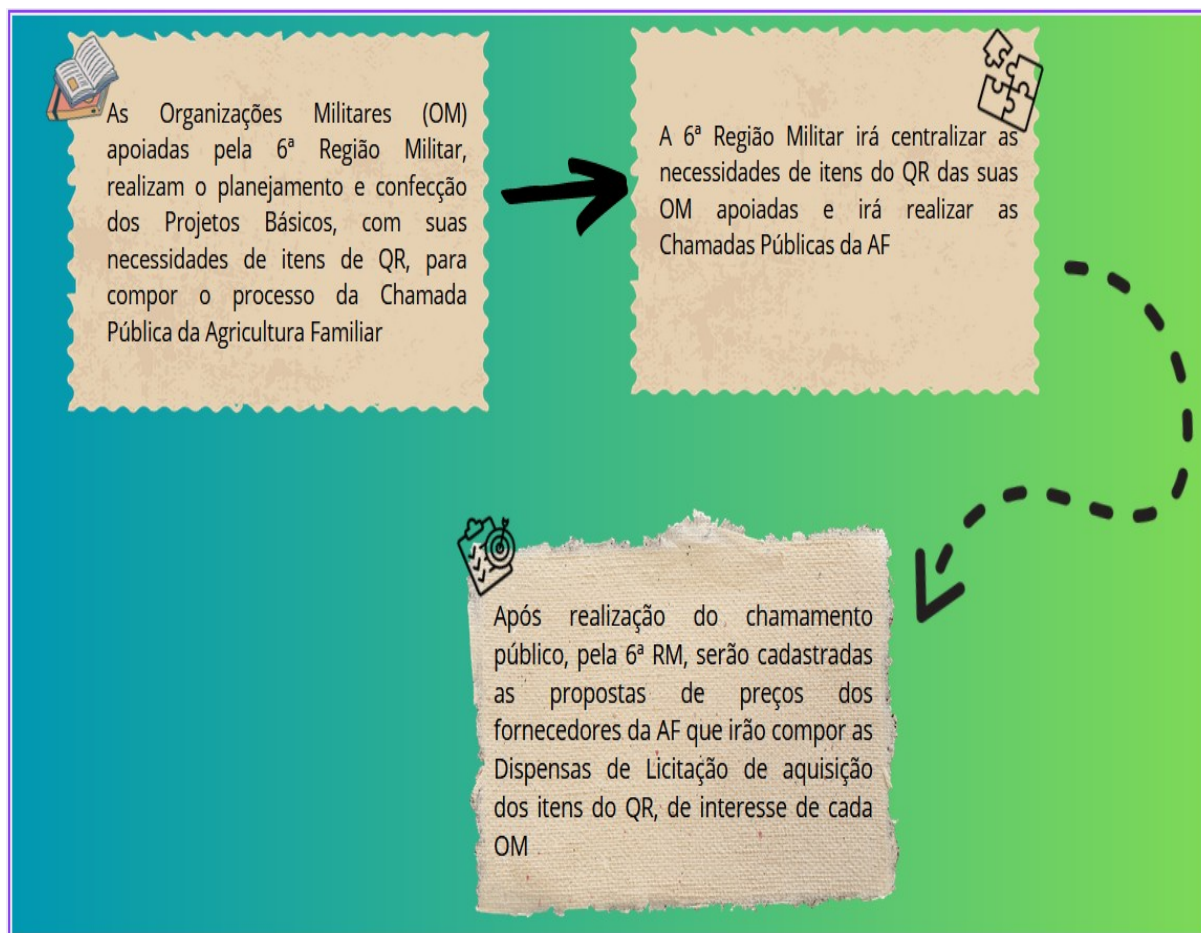 As Organizações Militares (OM)
apoiadas pela 6ª Região Militar,
realizam o planejamento e confecção
dos Projetos Básicos, com suas
necessidades de itens de QR, para
compor o processo da Chamada
Pública da Agricultura Familiar
A 6ª Região Militar irá centralizar as
necessidades de itens do QR das suas
OM apoiadas e irá realizar as
Chamadas Públicas da AF
Após realização do chamamento
público, pela 6ª RM, serão cadastradas
as propostas de preços dos
fornecedores da AF que irão compor as
Dispensas de Licitação de aquisição
dos itens do QR, de interesse de cada
OM